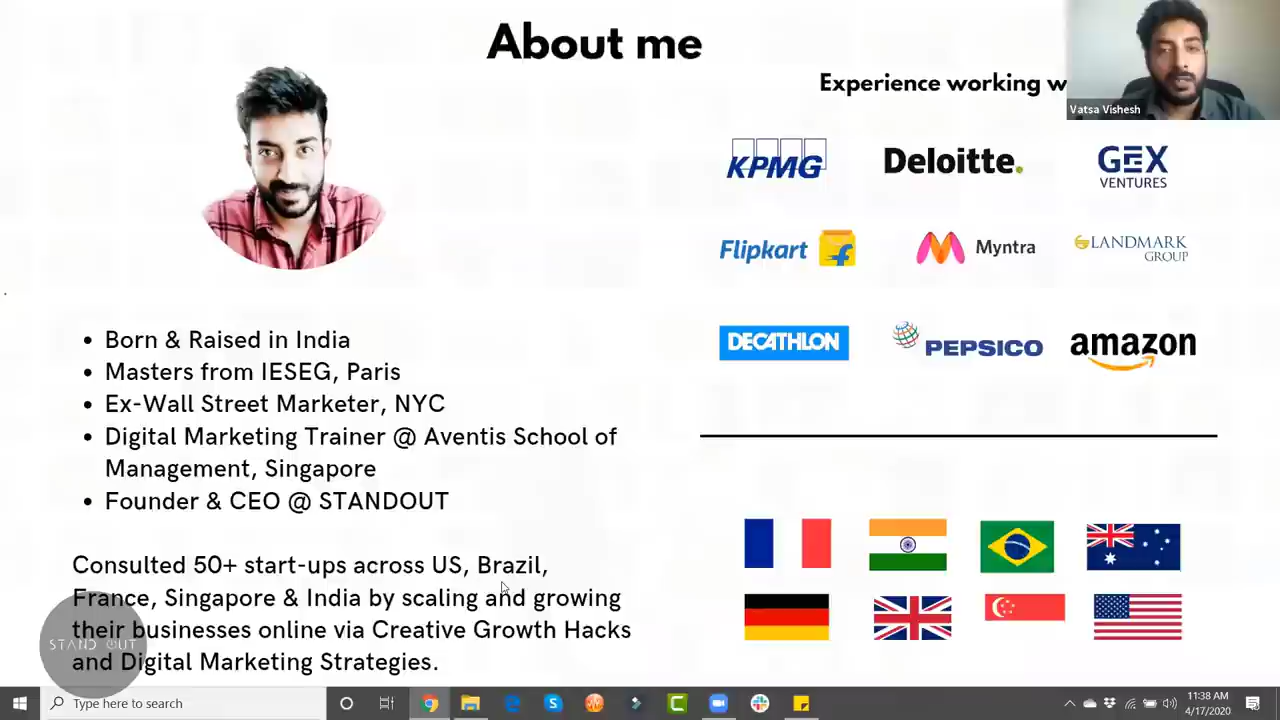 About me
Experience working w
Vatsa Vishesh
KPMG
Deloitte.
GEX
VENTURES
Flipkart
f
Myntra
LANDMARK
GROUP
DECATHLON
PEPSICO
amazon
• Born & Raised in India
• Masters from IESEG, Paris
• Ex-Wall Street Marketer, NYC
• Digital Marketing Trainer @ Aventis School of
Management, Singapore
• Founder & CEO @ STANDOUT
Consulted 50+ start-ups across US, Brazil,
France, Singapore & India by scaling and growing
their businesses online via Creative Growth Hacks
and Digital Marketing Strategies.
STAND OUT
Type here to search
11:38 AM
4/17/2020